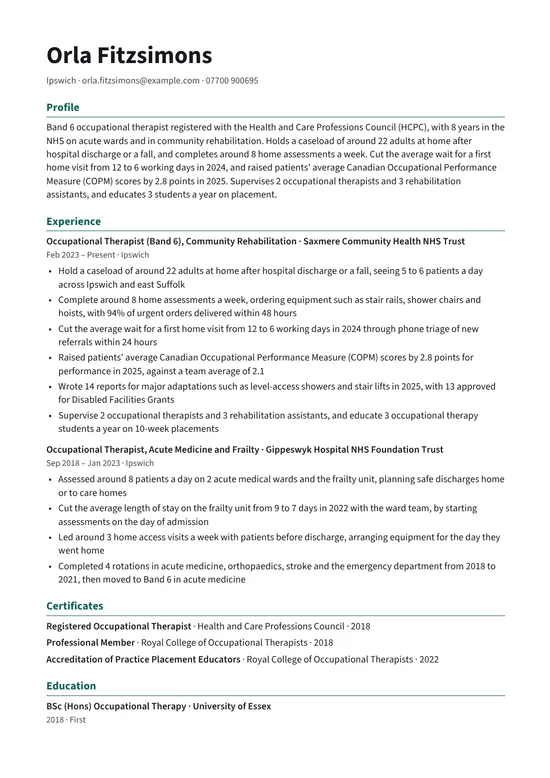 Orla Fitzsimons
Ipswich · orla.fitzsimons@example.com · 07700 900695
Profile
Band 6 occupational therapist registered with the Health and Care Professions Council (HCPC), with 8 years in the
NHS on acute wards and in community rehabilitation. Holds a caseload of around 22 adults at home after
hospital discharge or a fall, and completes around 8 home assessments a week. Cut the average wait for a first
home visit from 12 to 6 working days in 2024, and raised patients' average Canadian Occupational Performance
Measure (COPM) scores by 2.8 points in 2025. Supervises 2 occupational therapists and 3 rehabilitation
assistants, and educates 3 students a year on placement.
Experience
Occupational Therapist (Band 6), Community Rehabilitation · Saxmere Community Health NHS Trust
Feb 2023 – Present · Ipswich
• Hold a caseload of around 22 adults at home after hospital discharge or a fall, seeing 5 to 6 patients a day
across Ipswich and east Suffolk
• Complete around 8 home assessments a week, ordering equipment such as stair rails, shower chairs and
hoists, with 94% of urgent orders delivered within 48 hours
• Cut the average wait for a first home visit from 12 to 6 working days in 2024 through phone triage of new
referrals within 24 hours
• Raised patients' average Canadian Occupational Performance Measure (COPM) scores by 2.8 points for
performance in 2025, against a team average of 2.1
• Wrote 14 reports for major adaptations such as level-access showers and stair lifts in 2025, with 13 approved
for Disabled Facilities Grants
• Supervise 2 occupational therapists and 3 rehabilitation assistants, and educate 3 occupational therapy
students a year on 10-week placements
Occupational Therapist, Acute Medicine and Frailty · Gippeswyk Hospital NHS Foundation Trust
Sep 2018 – Jan 2023 · Ipswich
• Assessed around 8 patients a day on 2 acute medical wards and the frailty unit, planning safe discharges home
or to care homes
• Cut the average length of stay on the frailty unit from 9 to 7 days in 2022 with the ward team, by starting
assessments on the day of admission
• Led around 3 home access visits a week with patients before discharge, arranging equipment for the day they
went home
• Completed 4 rotations in acute medicine, orthopaedics, stroke and the emergency department from 2018 to
2021, then moved to Band 6 in acute medicine
Certificates
Registered Occupational Therapist · Health and Care Professions Council · 2018
Professional Member · Royal College of Occupational Therapists · 2018
Accreditation of Practice Placement Educators · Royal College of Occupational Therapists · 2022
Education
BSc (Hons) Occupational Therapy · University of Essex
2018 · First